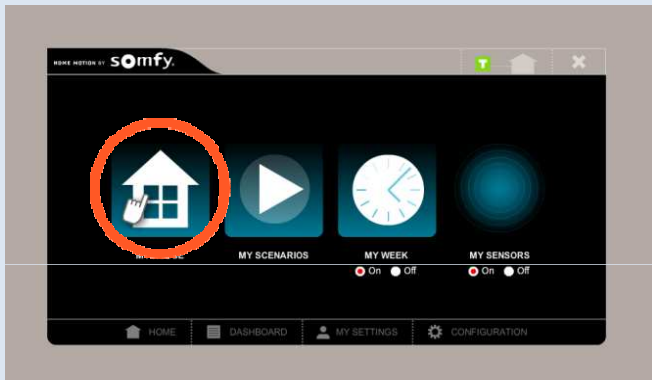 HOME MOTION BY somfy.
T
MY SCENARIOS
MY WEEK
MY SENSORS
On Off
On Off
HOME
DASHBOARD
MY SETTINGS
CONFIGURATION